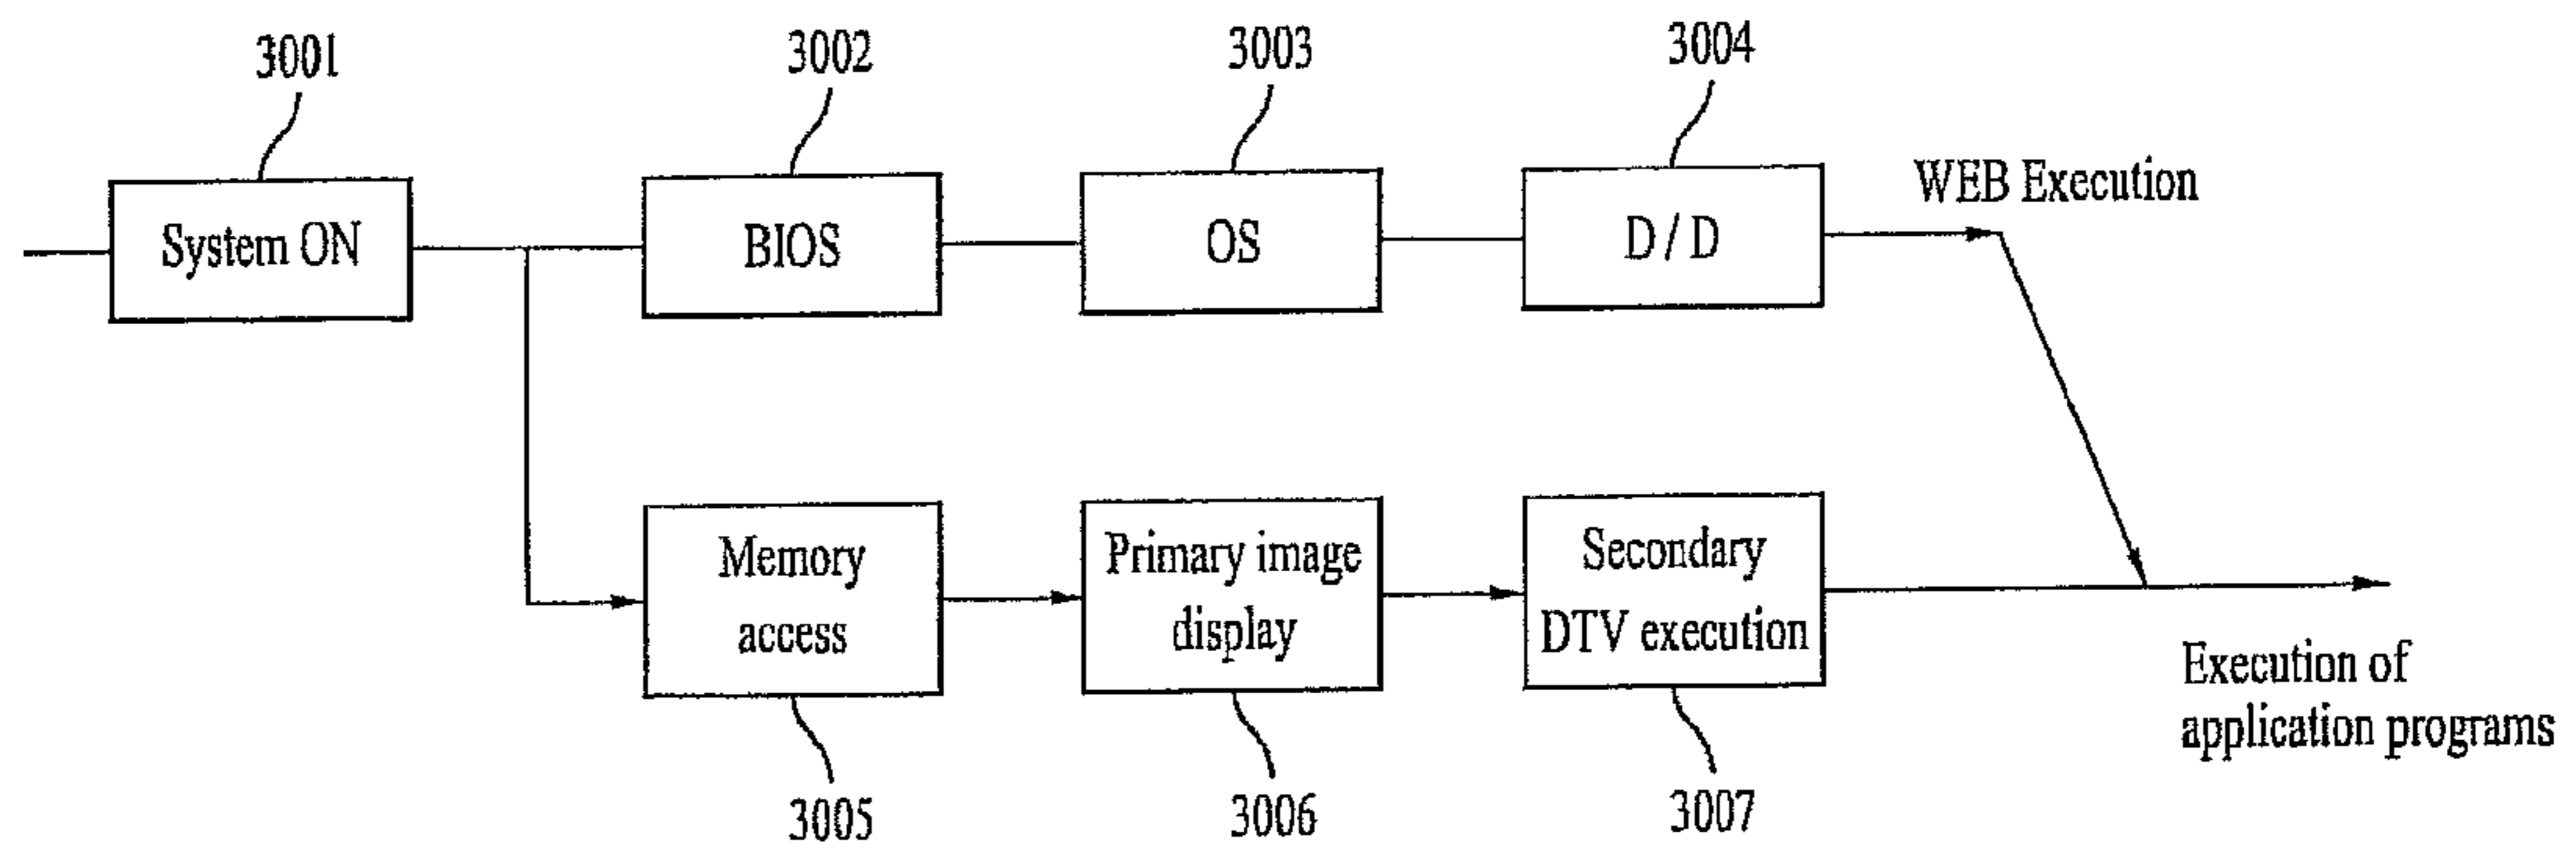 3001
3002
3003
3004
System ON
BIOS
OS
D / D
WEB Execution
Memory
access
Primary image
display
Secondary
DTV execution
Execution of
application programs
3005
3006
3007